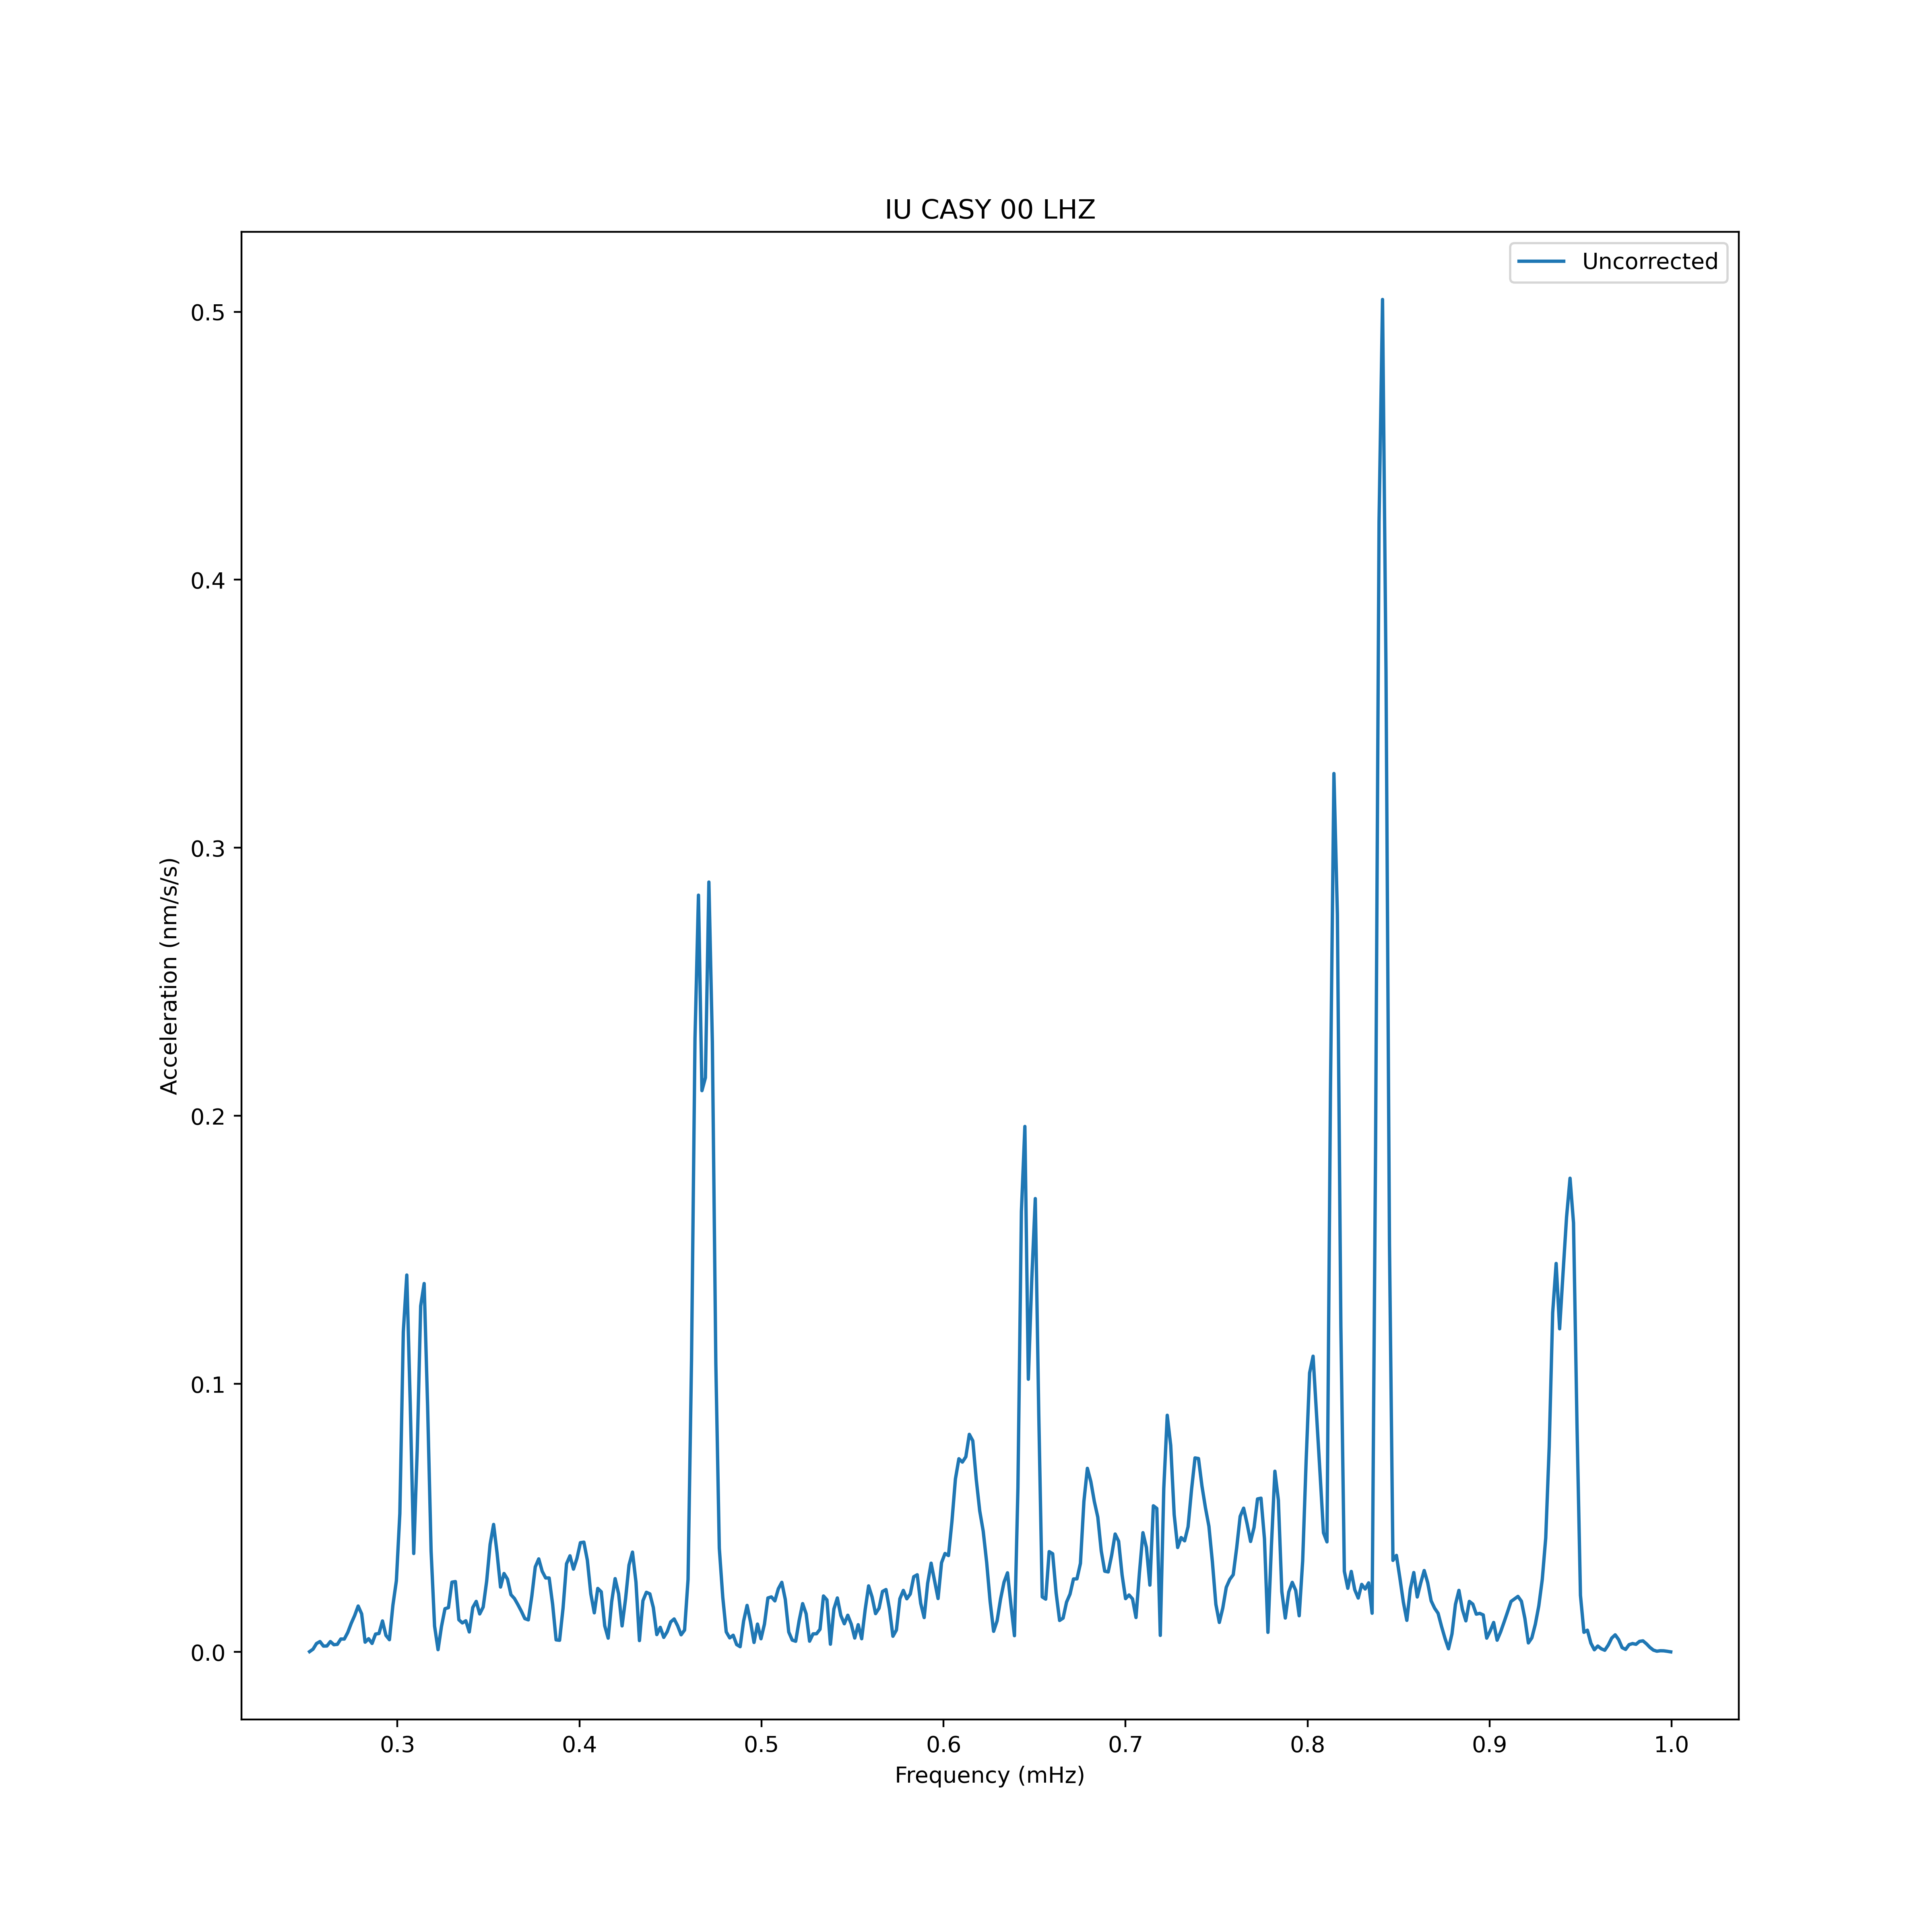 IU CASY 00 LHZ
Uncorrected
0.5
0.4
0.3
0.2
0.1
0.0
Acceleration (nm/s/s)
0.3 0.4 0.5 0.6 0.7 0.8 0.9 1.0
Frequency (mHz)